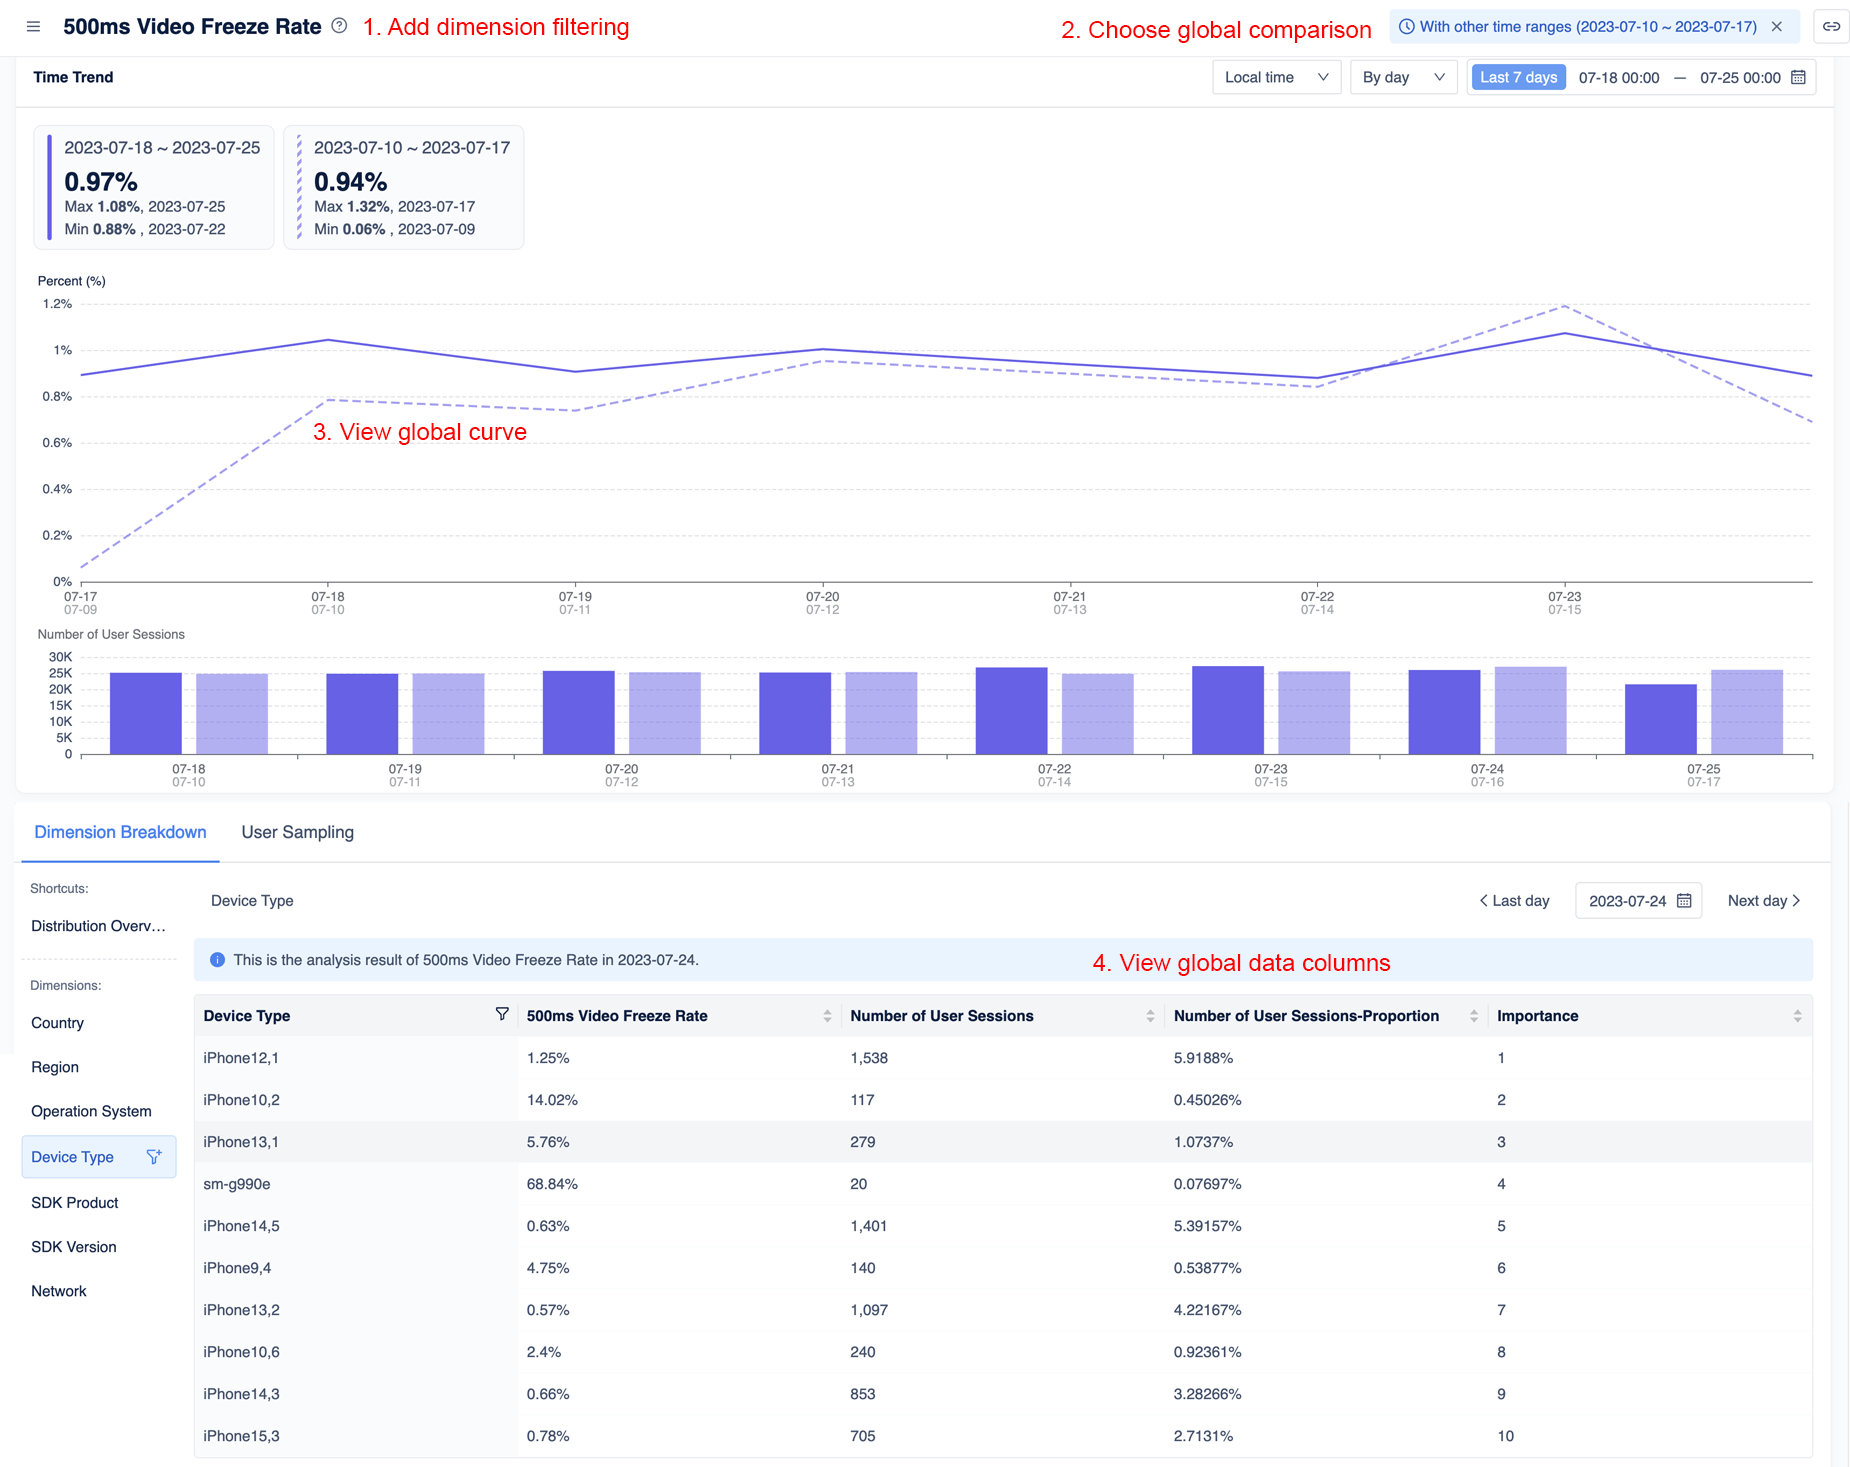 500ms Video Freeze Rate 1. Add dimension filtering 2. Choose global comparison With other time ranges (2023-07-10 ~ 2023-07-17)
Time Trend Local time By day Last 7 days 07-18 00:00 — 07-25 00:00
2023-07-18 ~ 2023-07-25
0.97%
Max 1.08%, 2023-07-25
Min 0.88% , 2023-07-22
2023-07-10 ~ 2023-07-17
0.94%
Max 1.32%, 2023-07-17
Min 0.06% , 2023-07-09
Percent (%)
1.2%
1%
0.8%
0.6%
0.4%
0.2%
0%
3. View global curve
07-17 07-18 07-19 07-20 07-21 07-22 07-23
07-09 07-10 07-11 07-12 07-13 07-14 07-15
Number of User Sessions
30K
25K
20K
15K
10K
5K
0
07-18 07-19 07-20 07-21 07-22 07-23 07-24 07-25
07-10 07-11 07-12 07-13 07-14 07-15 07-16 07-17
Dimension Breakdown User Sampling
Shortcuts:
Distribution Overv...
Dimensions:
Country
Region
Operation System
Device Type
SDK Product
SDK Version
Network
Device Type Last day 2023-07-24 Next day
This is the analysis result of 500ms Video Freeze Rate in 2023-07-24. 4. View global data columns
Device Type 500ms Video Freeze Rate Number of User Sessions Number of User Sessions-Proportion Importance
iPhone12,1 1.25% 1,538 5.9188% 1
iPhone10,2 14.02% 117 0.45026% 2
iPhone13,1 5.76% 279 1.0737% 3
sm-g990e 68.84% 20 0.07697% 4
iPhone14,5 0.63% 1,401 5.39157% 5
iPhone9,4 4.75% 140 0.53877% 6
iPhone13,2 0.57% 1,097 4.22167% 7
iPhone10,6 2.4% 240 0.92361% 8
iPhone14,3 0.66% 853 3.28266% 9
iPhone15,3 0.78% 705 2.7131% 10